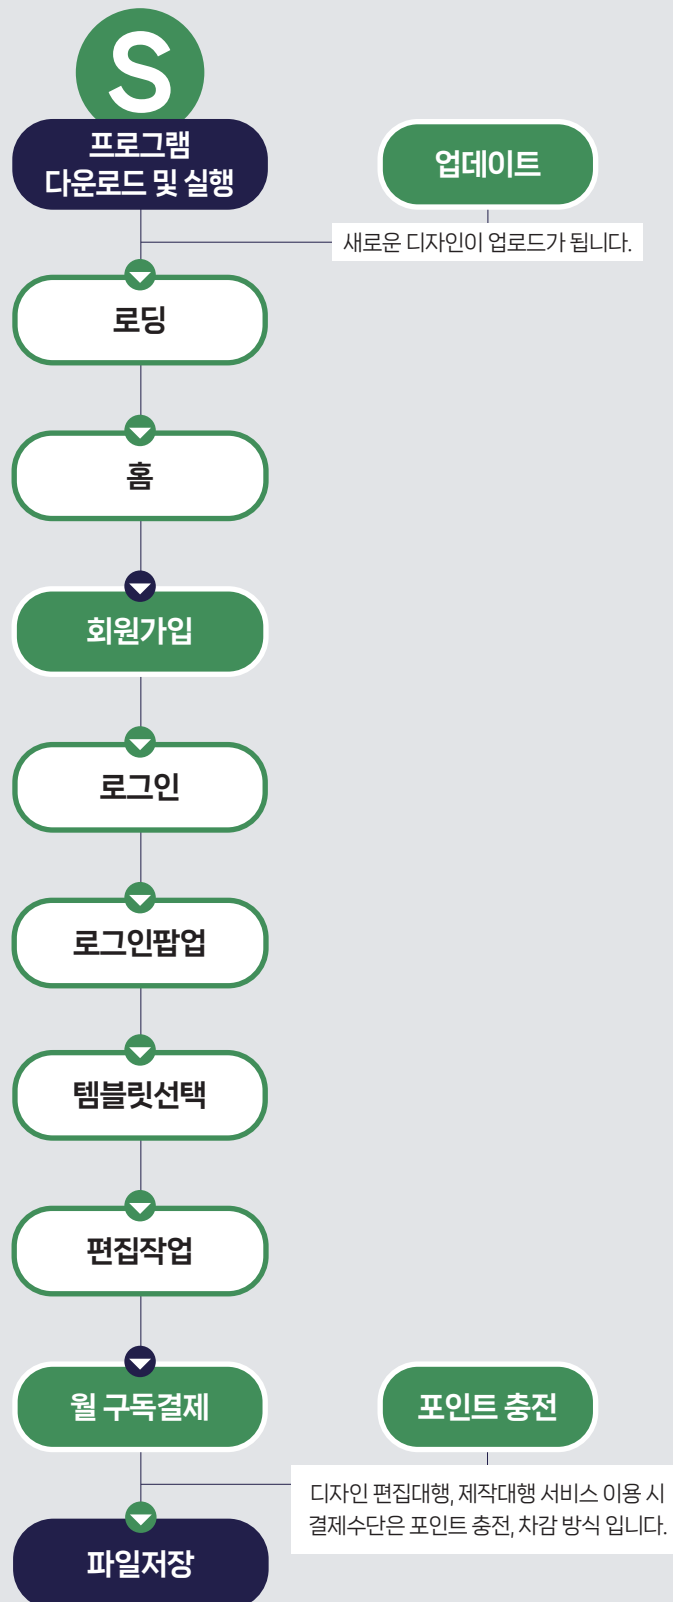 S
프로그램
다운로드 및 실행
업데이트
새로운 디자인이 업로드가 됩니다.
로딩
홈
회원가입
로그인
로그인팝업
템블릿선택
편집작업
월 구독결제
포인트 충전
디자인 편집대행, 제작대행 서비스 이용 시
결제수단은 포인트 충전, 차감 방식 입니다.
파일저장